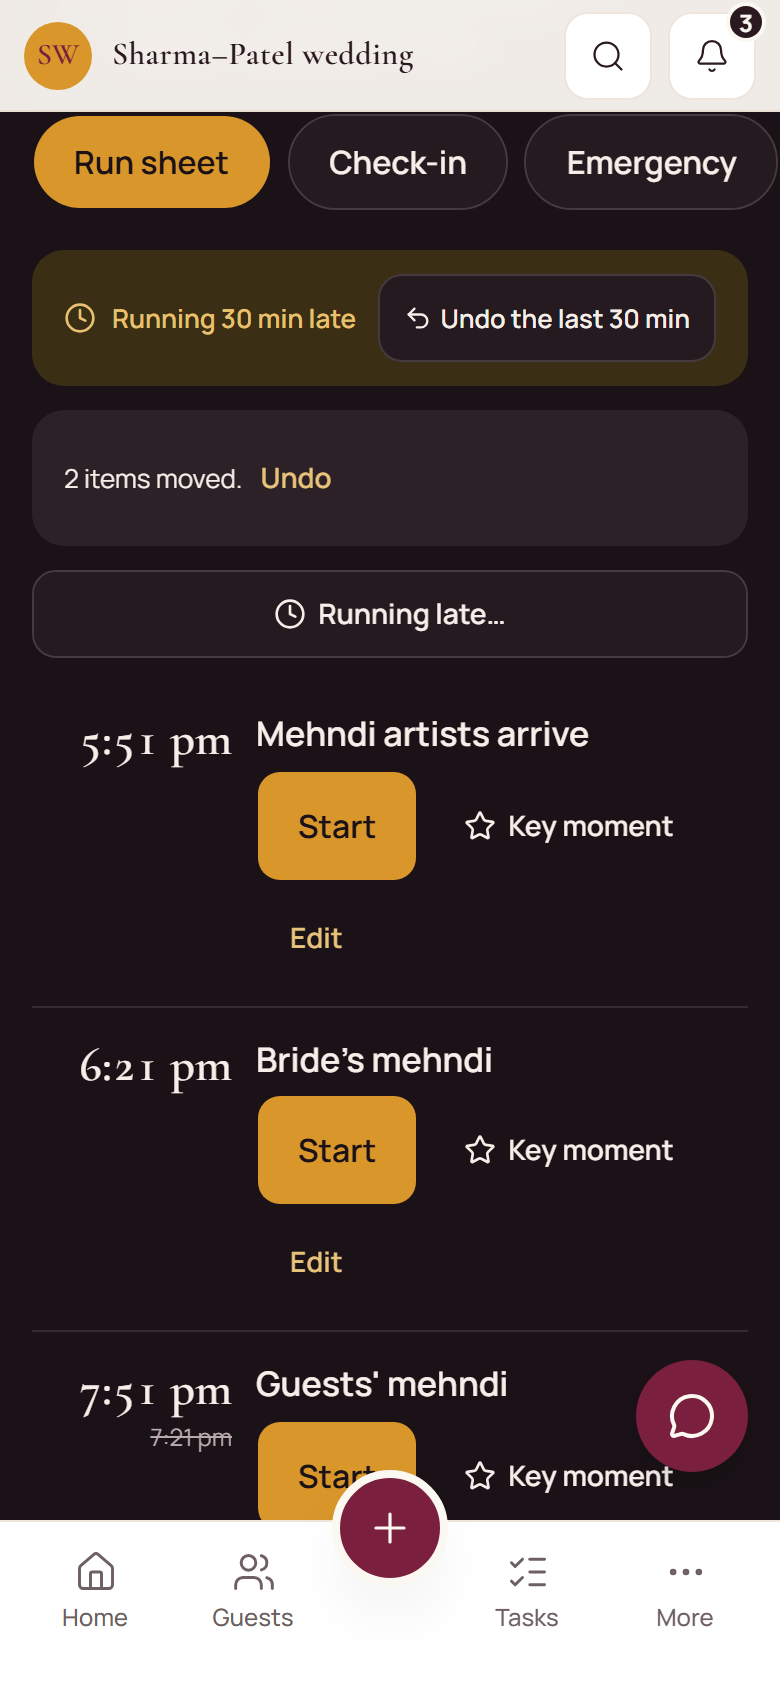 SW
Sharma–Patel wedding
3
Run sheet
Check-in
Emergency
Running 30 min late
Undo the last 30 min
2 items moved. Undo
Running late…
5:51 pm
Mehndi artists arrive
Start
Key moment
Edit
6:21 pm
Bride’s mehndi
Start
Key moment
Edit
7:51 pm
Guests' mehndi
7:21 pm
Start
Key moment
Home
Guests
Tasks
More